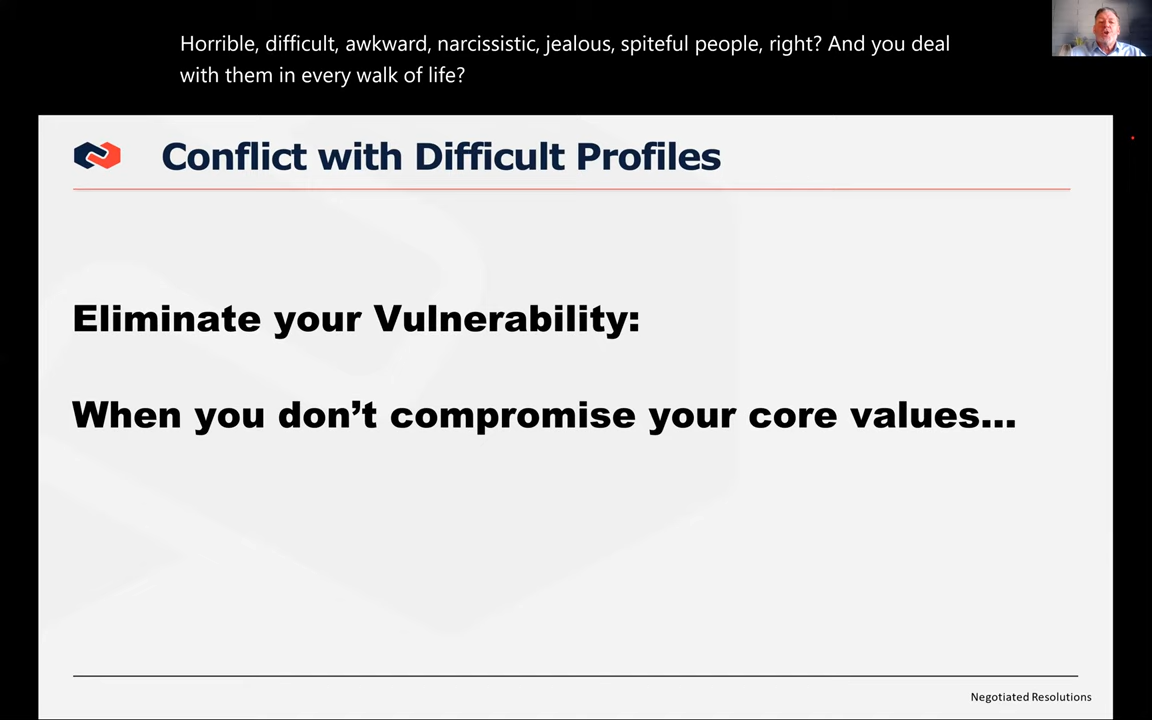 Horrible, difficult, awkward, narcissistic, jealous, spiteful people, right? And you deal
with them in every walk of life?
Conflict with Difficult Profiles
Eliminate your Vulnerability:
When you don’t compromise your core values...
Negotiated Resolutions